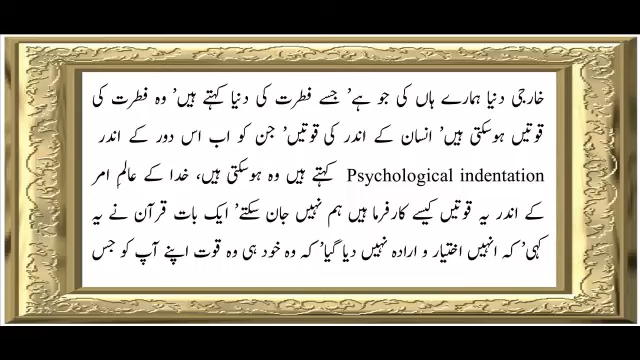 خارجی دنیا ہمارے ہاں کی جو ہے’ جسے فطرت کی دنیا کہتے ہیں’ وہ فطرت کی
قوتیں ہوسکتی ہیں’ انسان کے اندر کی قوتیں’ جن کو اب اس دور کے اندر
Psychological indentation کہتے ہیں وہ ہوسکتی ہیں، خدا کے عالمِ امر
کے اندر یہ قوتیں کیسے کارفرما ہیں ہم نہیں جان سکتے’ ایک بات قرآن نے یہ
کہی’ کہ انہیں اختیار و ارادہ نہیں دیا گیا’ کہ وہ خود ہی وہ قوت اپنے آپ کو جس